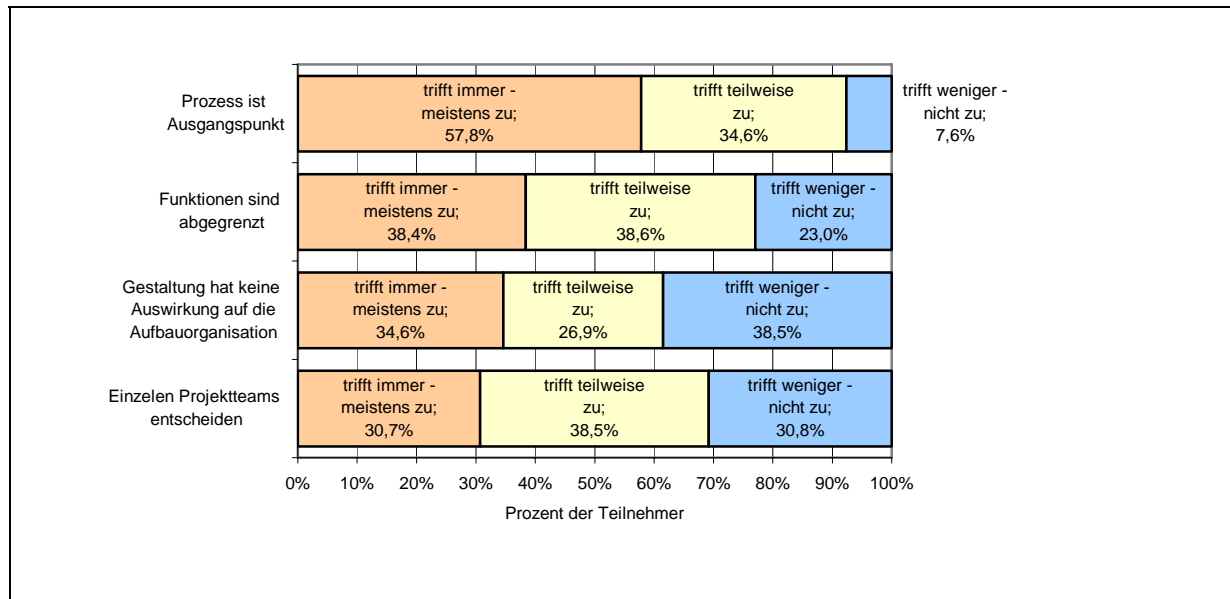 Prozess ist
Ausgangspunkt
trifft immer -
meistens zu;
57,8%
trifft teilweise
zu;
34,6%
trifft weniger -
nicht zu;
7,6%
Funktionen sind
abgegrenzt
trifft immer -
meistens zu;
38,4%
trifft teilweise
zu;
38,6%
trifft weniger -
nicht zu;
23,0%
Gestaltung hat keine
Auswirkung auf die
Aufbauorganisation
trifft immer -
meistens zu;
34,6%
trifft teilweise
zu;
26,9%
trifft weniger -
nicht zu;
38,5%
Einzelen Projektteams
entscheiden
trifft immer -
meistens zu;
30,7%
trifft teilweise
zu;
38,5%
trifft weniger -
nicht zu;
30,8%
0% 10% 20% 30% 40% 50% 60% 70% 80% 90% 100%
Prozent der Teilnehmer